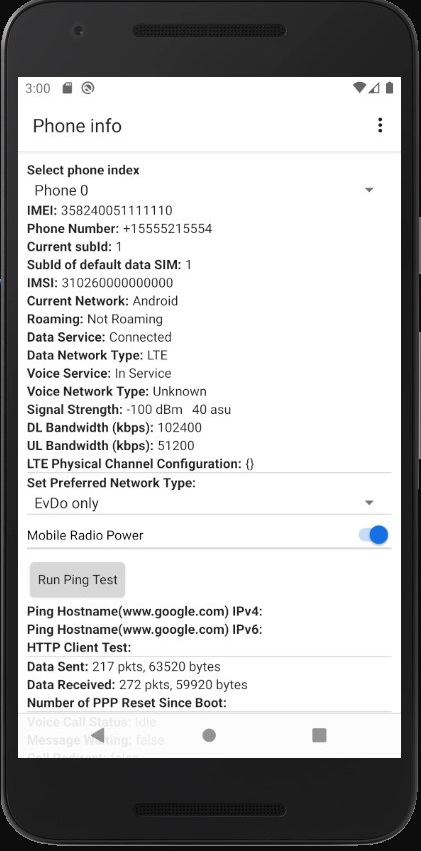 3:00
Phone info
Select phone index
Phone 0
IMEI: 358240051111110
Phone Number: +15555215554
Current subId: 1
SubId of default data SIM: 1
IMSI: 310260000000000
Current Network: Android
Roaming: Not Roaming
Data Service: Connected
Data Network Type: LTE
Voice Service: In Service
Voice Network Type: Unknown
Signal Strength: -100 dBm 40 asu
DL Bandwidth (kbps): 102400
UL Bandwidth (kbps): 51200
LTE Physical Channel Configuration: {}
Set Preferred Network Type:
EvDo only
Mobile Radio Power
Run Ping Test
Ping Hostname(www.google.com) IPv4:
Ping Hostname(www.google.com) IPv6:
HTTP Client Test:
Data Sent: 217 pkts, 63520 bytes
Data Received: 272 pkts, 59920 bytes
Number of PPP Reset Since Boot:
Voice Call Status: Idle
Message Waiting: false
Call Redirect: false